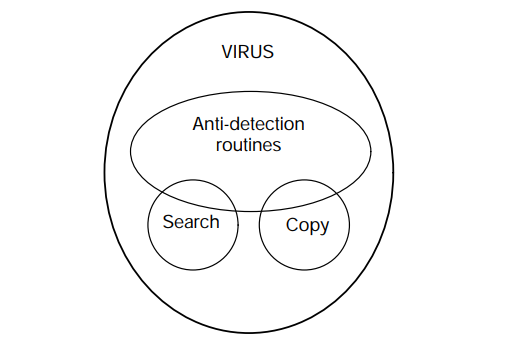 VIRUS
Anti-detection
routines
Search
Copy